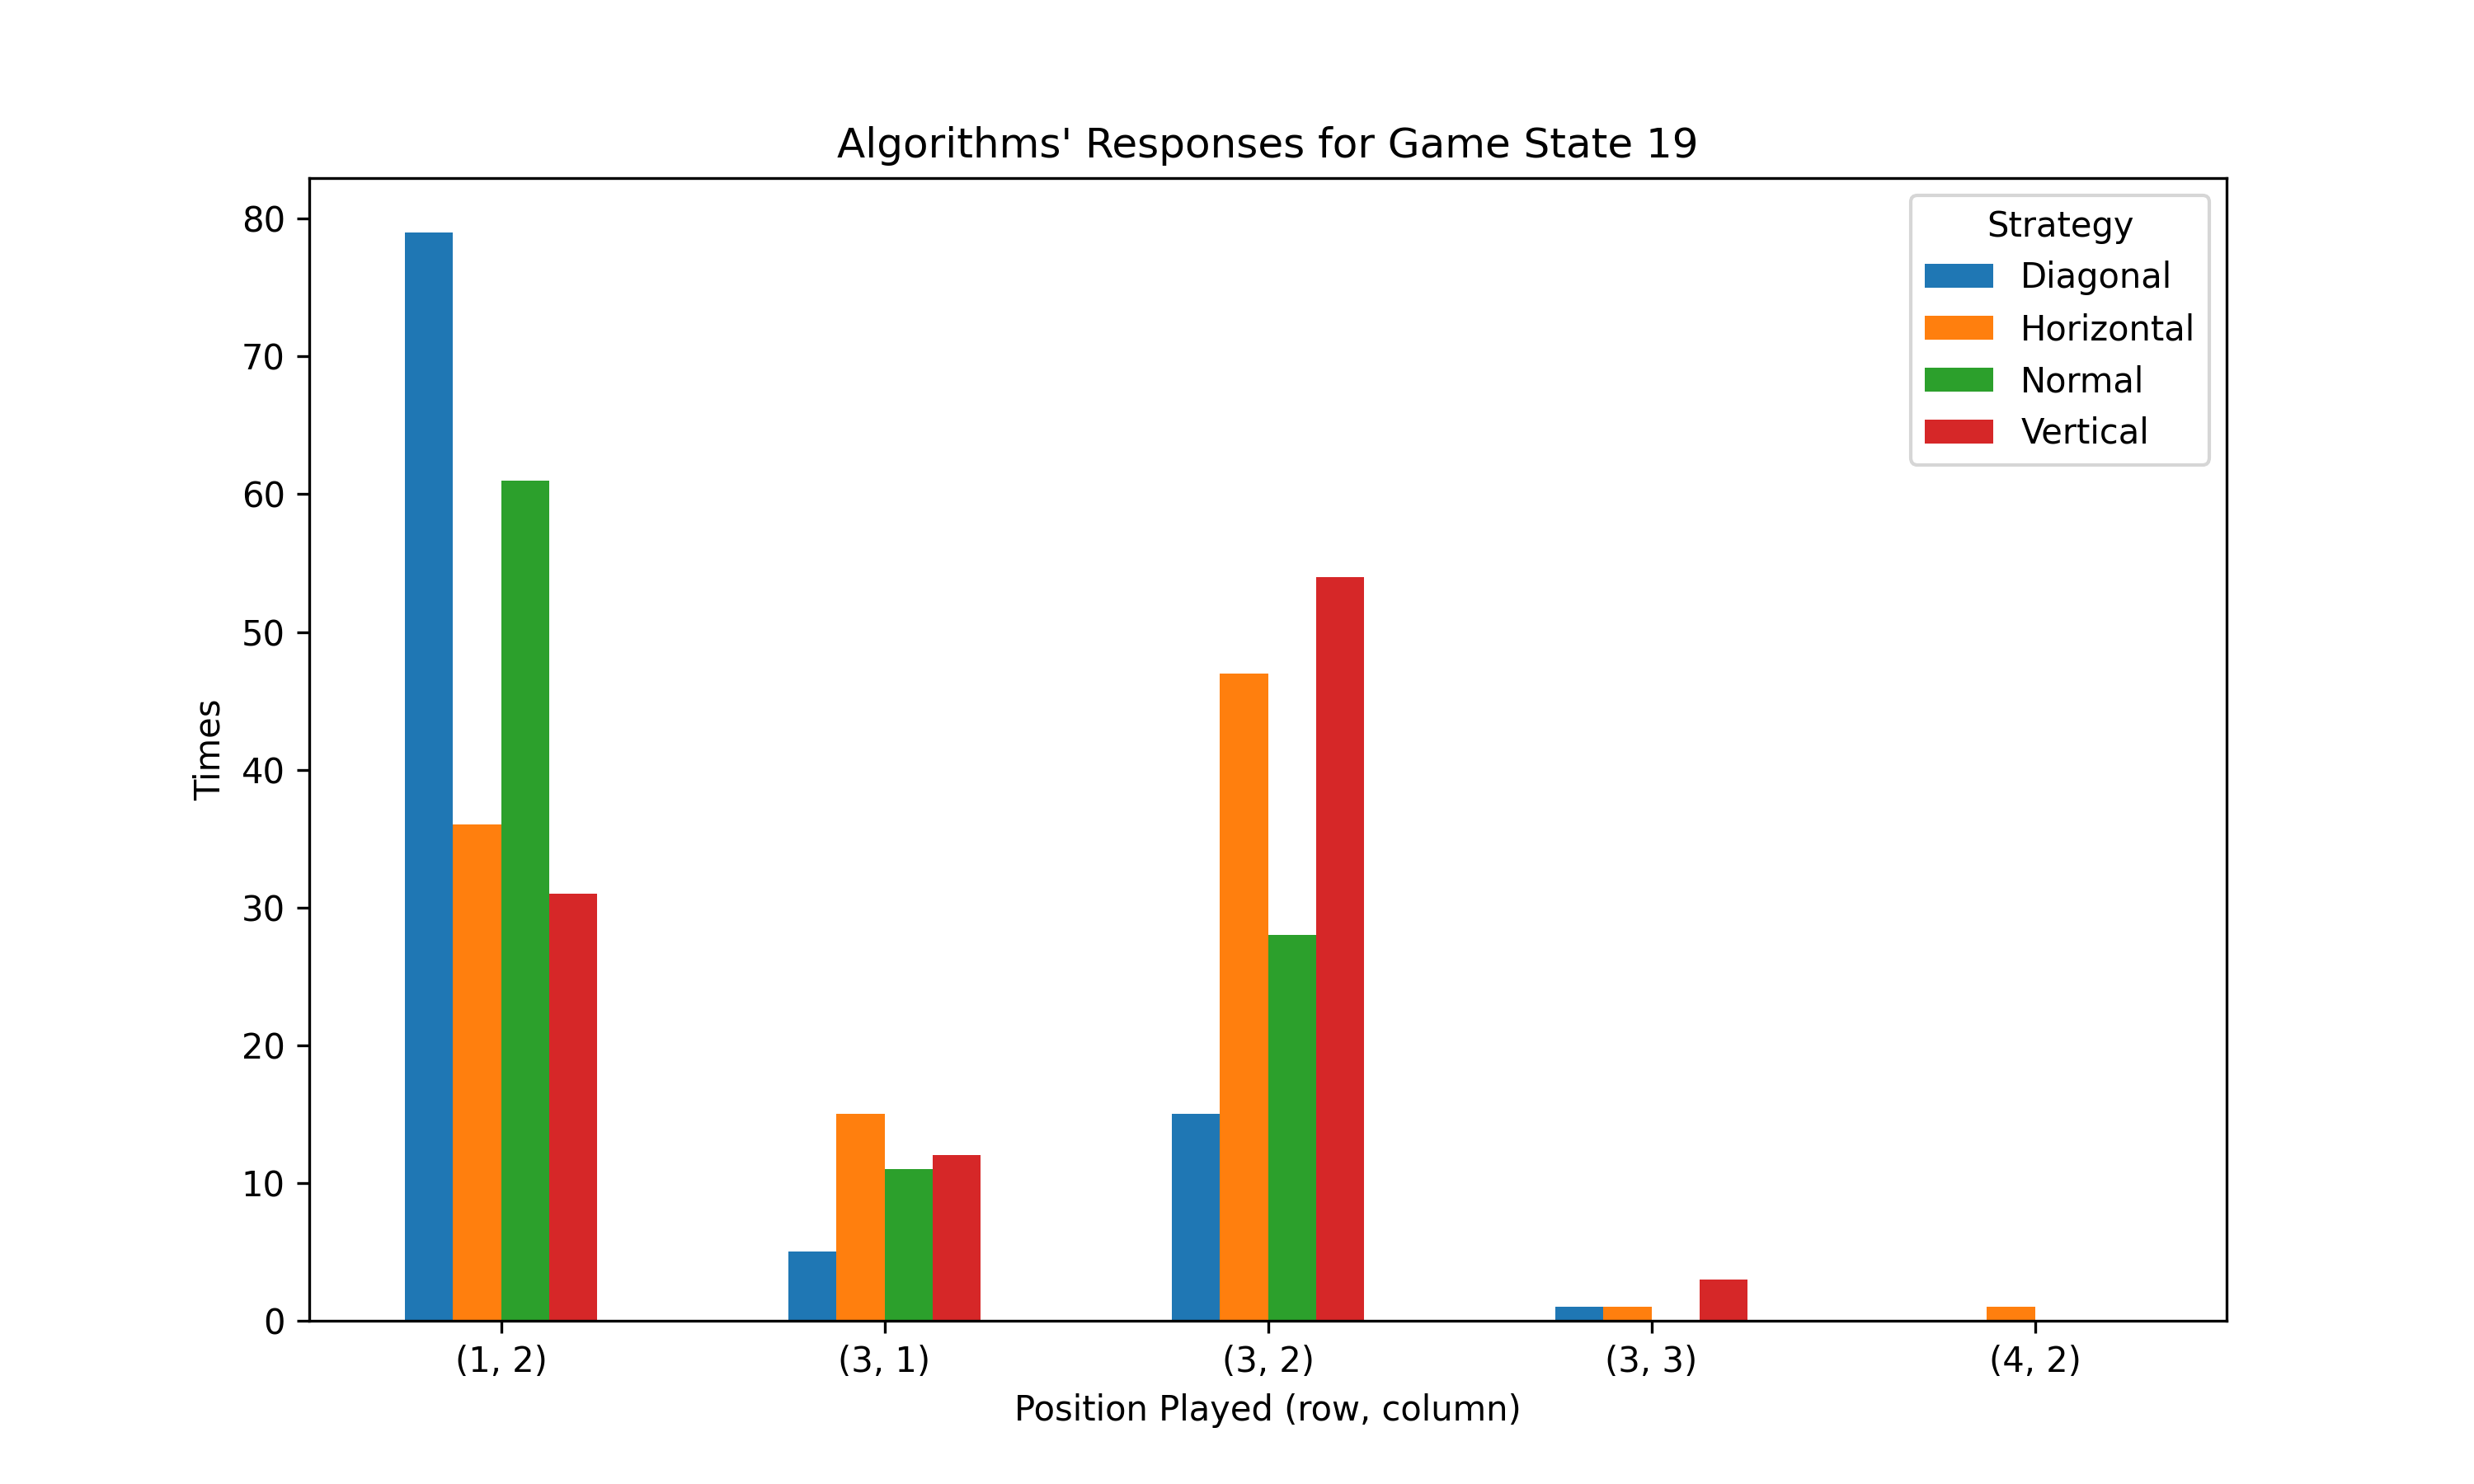 Algorithms' Responses for Game State 19
Strategy
Diagonal
Horizontal
Normal
Vertical
80
70
60
50
40
30
20
10
0
Times
(1, 2)
(3, 1)
(3, 2)
(3, 3)
(4, 2)
Position Played (row, column)